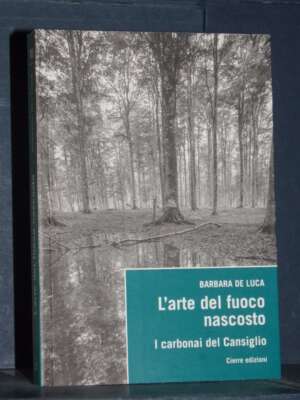 BARBARA DE LUCA
L'arte del fuoco
nascosto
I carbonai del Cansiglio
Cierre edizioni